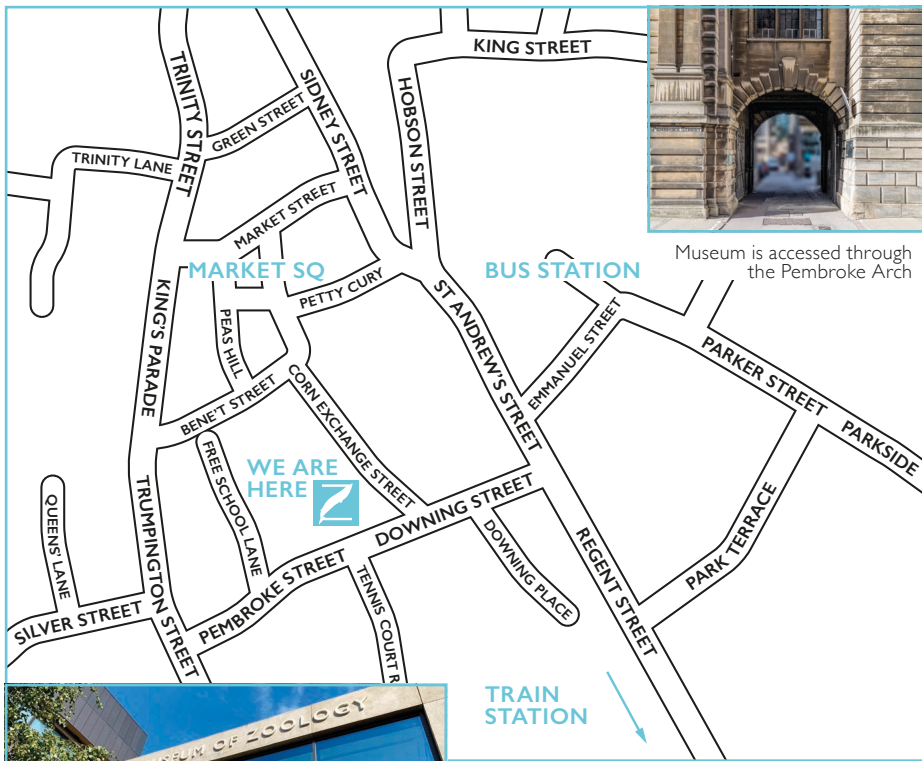 KING STREET
TRINITY STREET
SIDNEY STREET
HOBSON STREET
GREEN STREET
TRINITY LANE
MARKET STREET
Museum is accessed through
the Pembroke Arch
MARKET SQ
BUS STATION
PETTY CURY
KING'S PARADE
PEAS HILL
ST ANDREW'S STREET
EMMANUEL STREET
PARKER STREET
PARKSIDE
BENE'T STREET
CORN EXCHANGE STREET
FREE SCHOOL LANE
WE ARE
HERE
QUEENS' LANE
TRUMPINGTON STREET
DOWNING STREET
DOWNING PLACE
REGENT STREET
PARK TERRACE
PEMBROKE STREET
TENNIS COURT R
SILVER STREET
TRAIN
STATION
OF ZOOLOGY